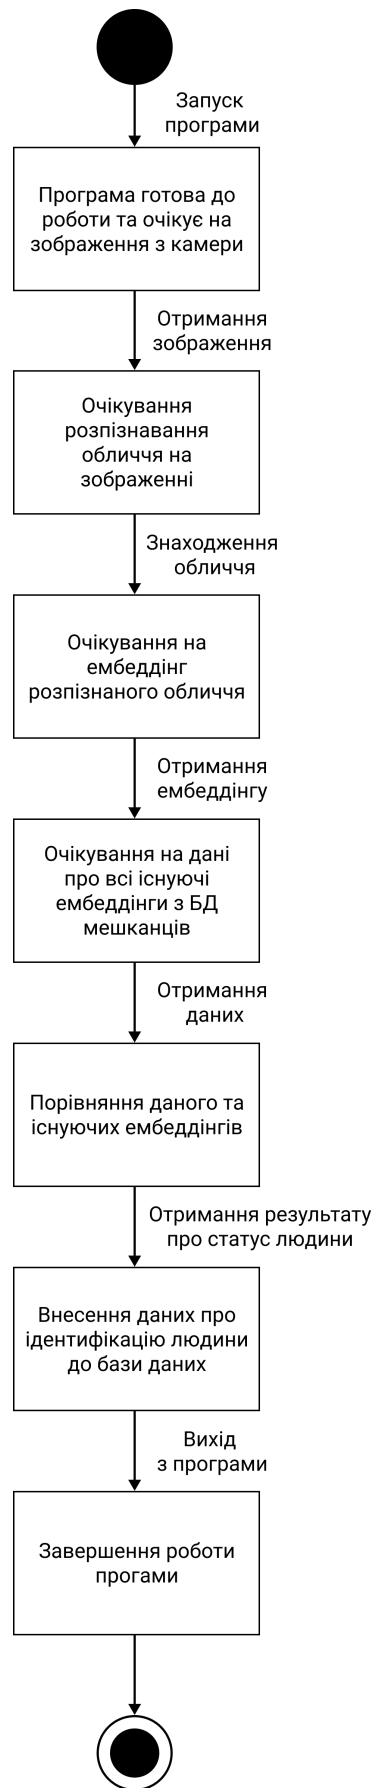 Запуск
програми
Програма готова до
роботи та очікує на
зображення з камери
Отримання
зображення
Очікування
розпізнавання
обличчя на
зображенні
Знаходження
обличчя
Очікування на
ембеддінг
розпізнаного обличчя
Отримання
ембеддінгу
Очікування на дані
про всі існуючі
ембеддінги з БД
мешканців
Отримання
даних
Порівняння даного та
існуючих ембеддінгів
Отримання результату
про статус людини
Внесення даних про
ідентифікацію людини
до бази даних
Вихід
з програми
Завершення роботи
прогами